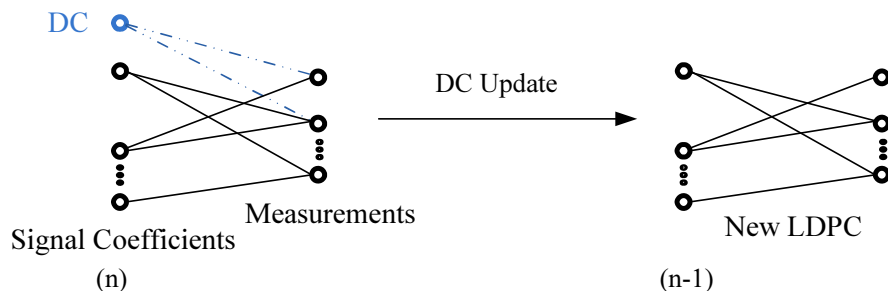 DC
DC Update
Measurements
Signal Coefficients
New LDPC
(n)
(n-1)